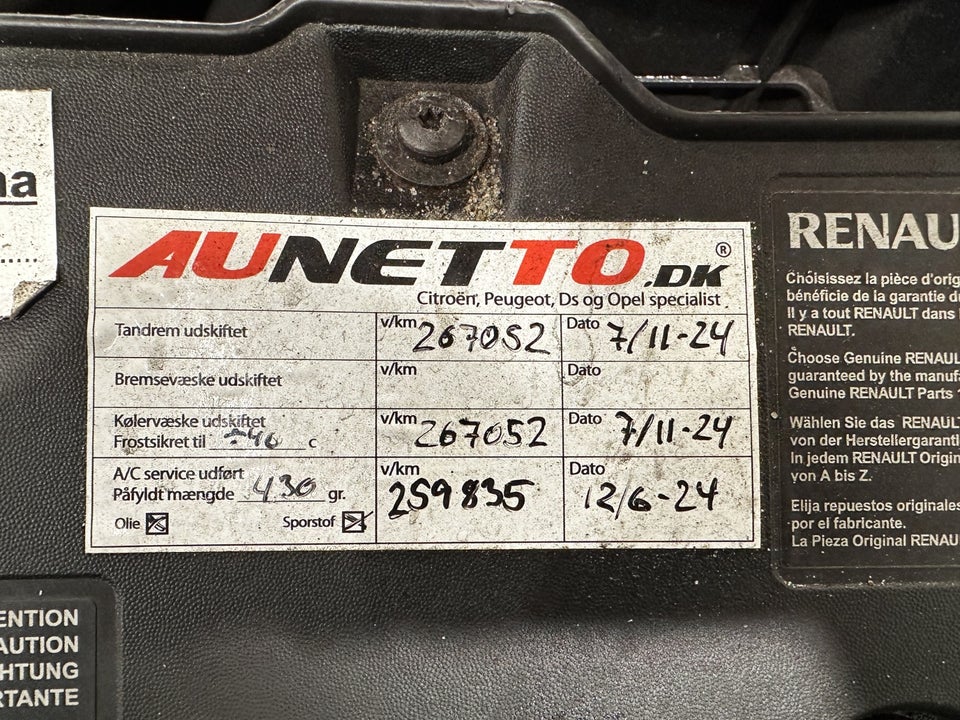 na
..........
AUNETTO.DK®
Citroën, Peugeot, Ds og Opel specialist
Tandrem udskiftet v/km 267052 Dato 7/11-24
Bremsevæske udskiftet v/km Dato
Kølervæske udskiftet v/km 267052 Dato 7/11-24
Frostsikret til -40 c
A/C service udført v/km 259835 Dato 12/6-24
Påfyldt mængde 430 gr.
Olie Sporstof
RENAU
Choisissez la pièce d'orig
bénéficie de la garantie du
Il y a tout RENAULT dans l
RENAULT.
Choose Genuine RENAUL
guaranteed by the manufa
Genuine RENAULT Parts
Wählen Sie das RENAULT
von der Herstellergaranti
In jedem RENAULT Origin
von A bis Z.
Elija repuestos originales
por el fabricante.
La Pieza Original RENAU
ENTION
AUTION
HTUNG
RTANTE